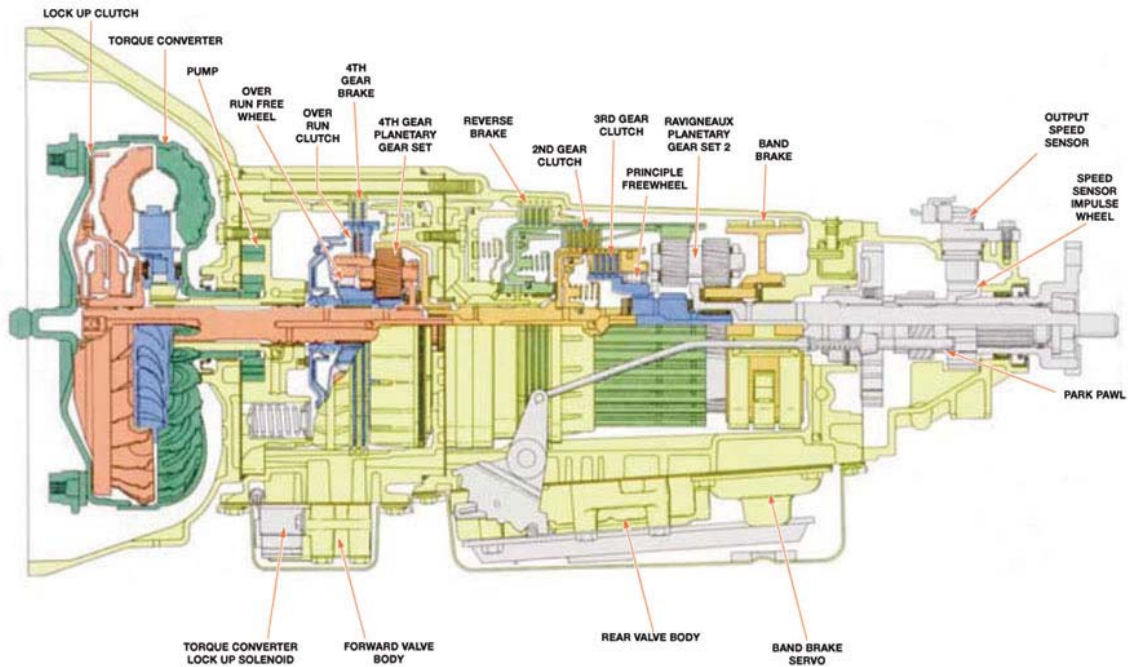 LOCK UP CLUTCH
TORQUE CONVERTER
PUMP
OVER
RUN FREE
WHEEL
OVER
RUN
CLUTCH
4TH
GEAR
BRAKE
4TH GEAR
PLANETARY
GEAR SET
REVERSE
BRAKE
2ND GEAR
CLUTCH
3RD GEAR
CLUTCH
PRINCIPLE
FREEWHEEL
RAVIGNEAUX
PLANETARY
GEAR SET 2
BAND
BRAKE
OUTPUT
SPEED
SENSOR
SPEED
SENSOR
IMPULSE
WHEEL
PARK PAWL
TORQUE CONVERTER
LOCK UP SOLENOID
FORWARD VALVE
BODY
REAR VALVE BODY
BAND BRAKE
SERVO